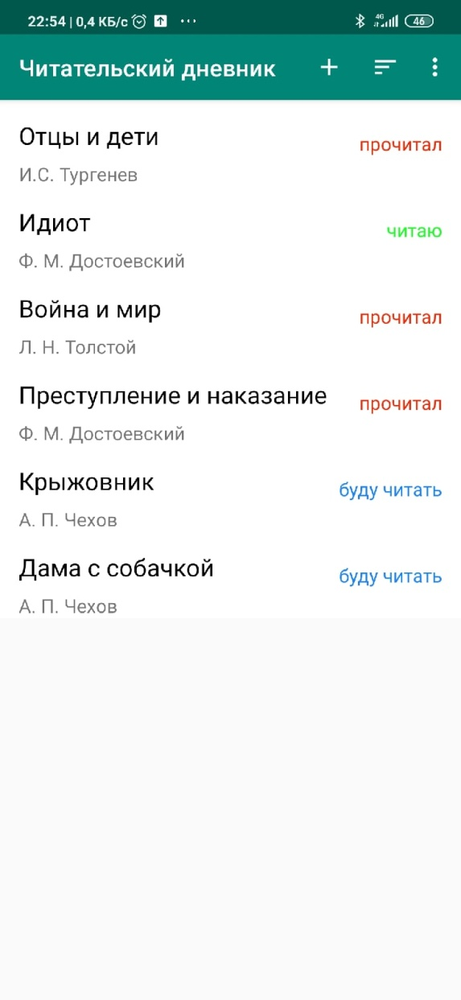 22:54 | 0,4 КБ/с ...
4G 46
Читательский дневник
Отцы и дети
прочитал
И.С. Тургенев
Идиот
читаю
Ф. М. Достоевский
Война и мир
прочитал
Л. Н. Толстой
Преступление и наказание
прочитал
Ф. М. Достоевский
Крыжовник
буду читать
А. П. Чехов
Дама с собачкой
буду читать
А. П. Чехов